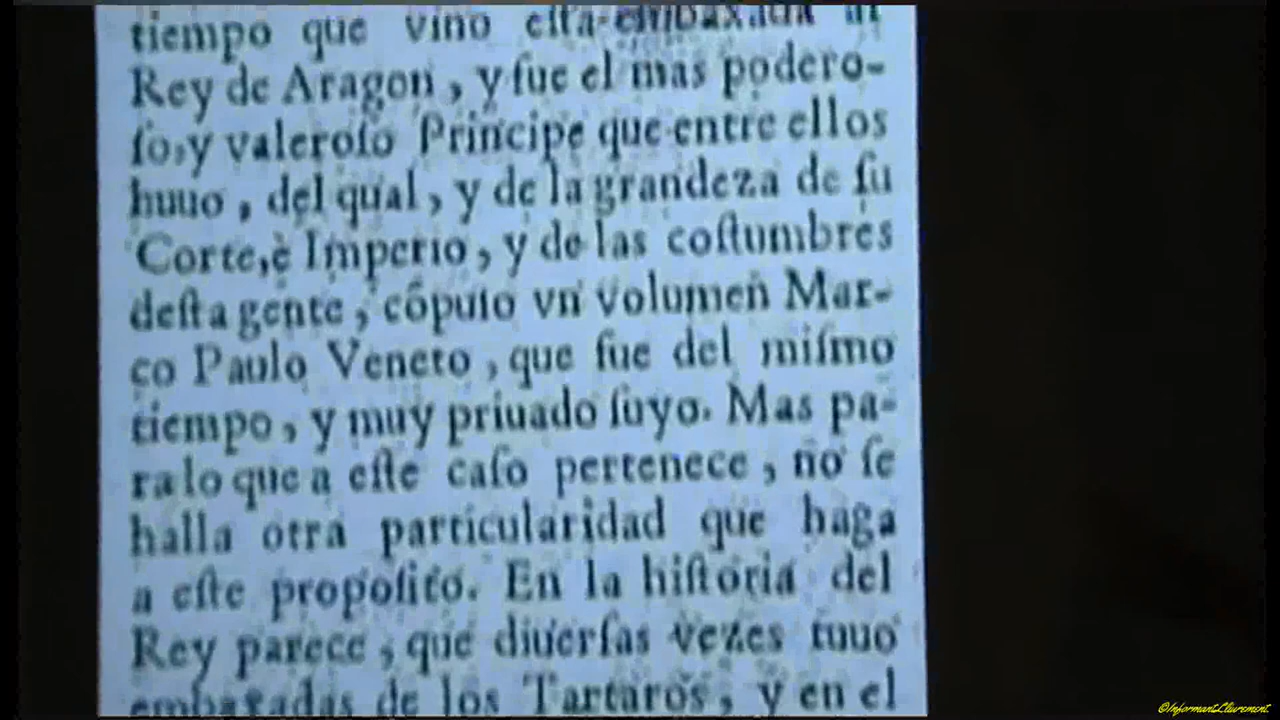 tiempo que vino esta embaxada al
Rey de Aragon, y fue el mas podero-
ſo, y valeroſo Principe que entre ellos
huuo, del qual, y de la grandeza de ſu
Corte, è Imperio, y de las coſtumbres
deſta gente, cõpuſo vn volumen Mar-
co Paulo Veneto, que fue del miſmo
tiempo, y muy priuado ſuyo. Mas pa-
ra lo que a eſte caſo pertenece, no ſe
halla otra particularidad que haga
a eſte propoſito. En la hiſtoria del
Rey parece, que diuerſas vezes tuuo
embaxadas de los Tartaros, y en el
©InformantLliurement